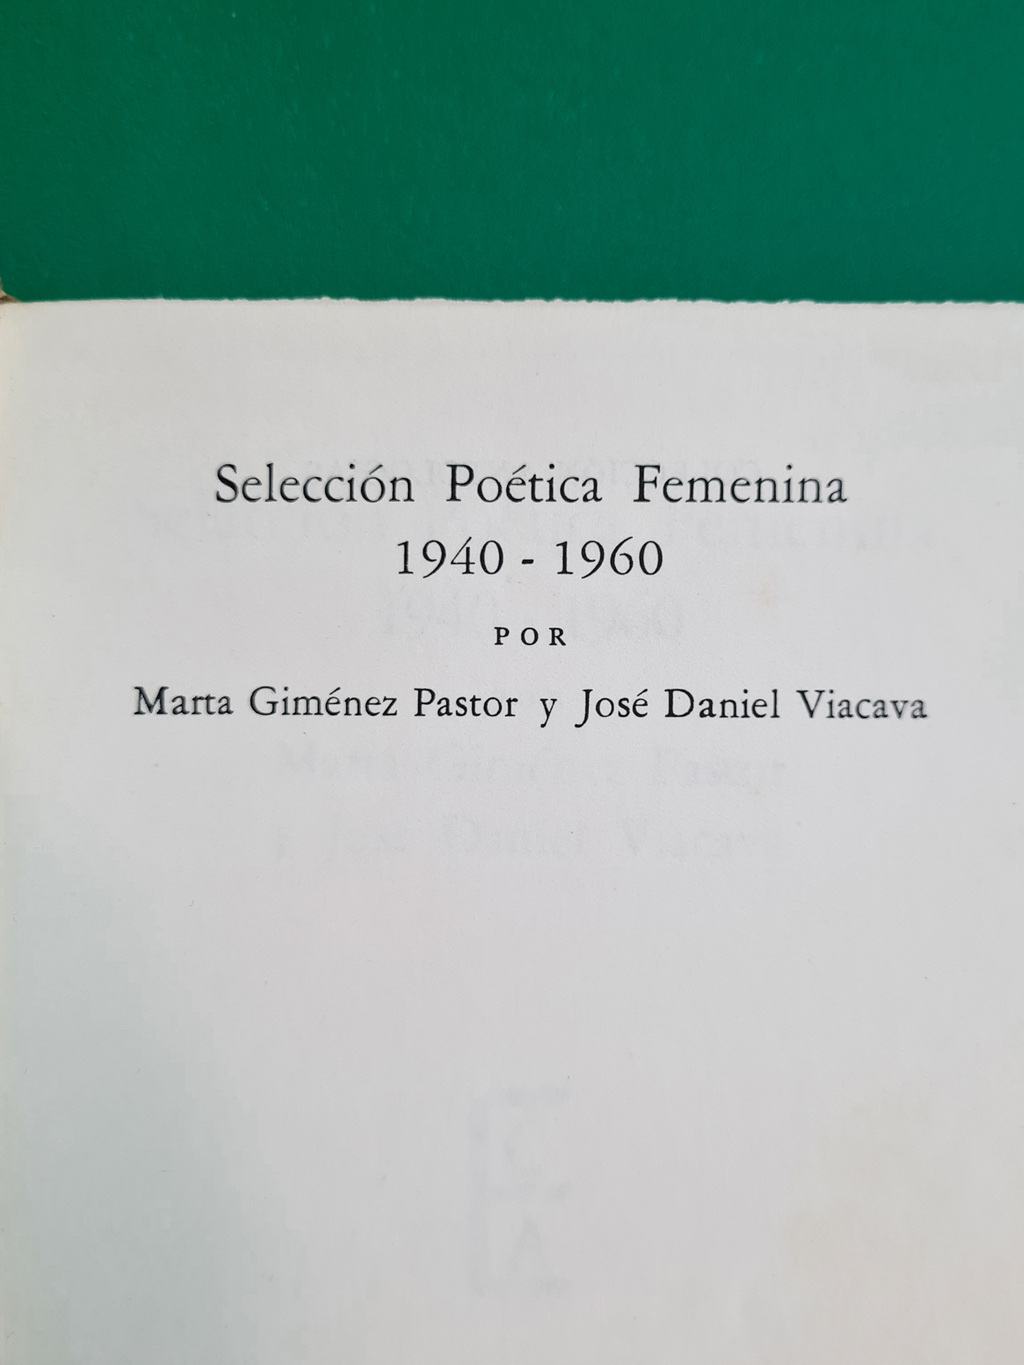 Selección Poética Femenina
1940 - 1960
POR
Marta Giménez Pastor y José Daniel Viacava